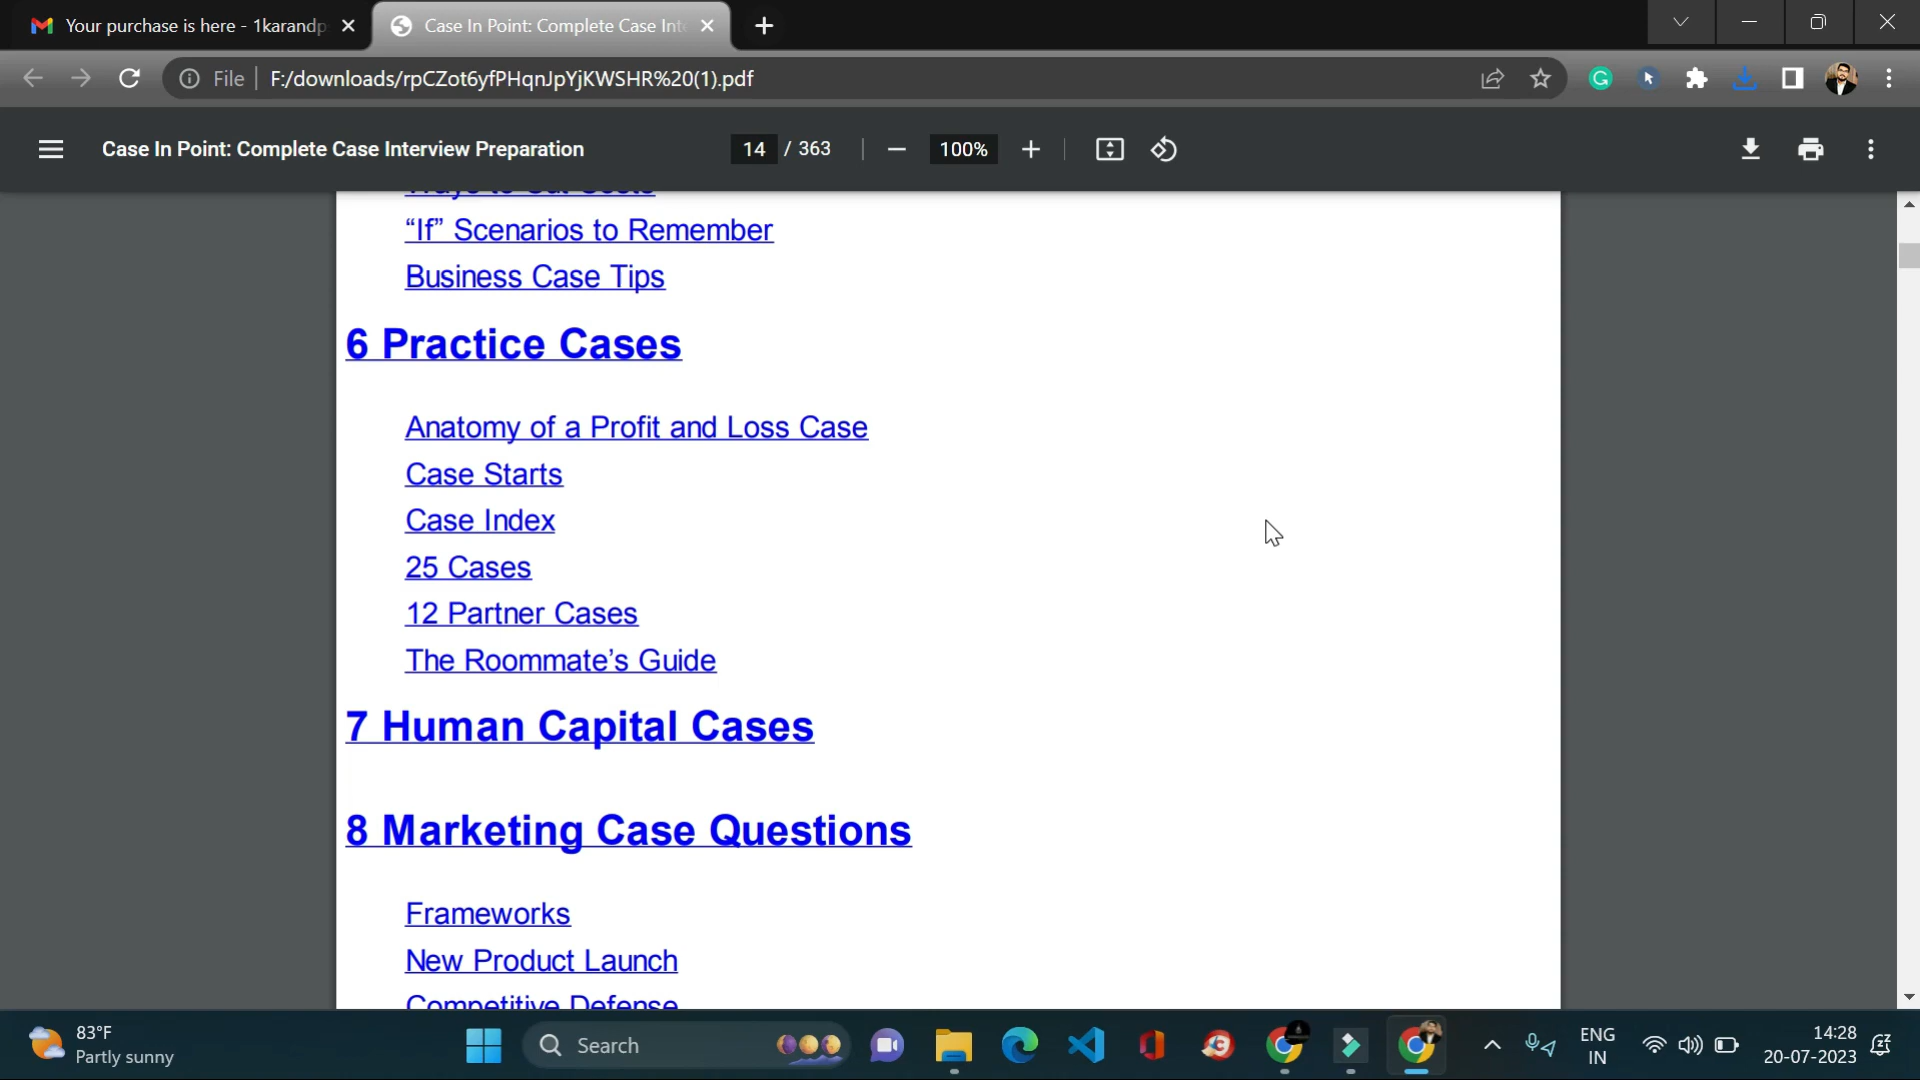 Your purchase is here - 1karandp
Case In Point: Complete Case Int
File
F:/downloads/rpCZot6yfPHqnJpYjKWSHR%20(1).pdf
Case In Point: Complete Case Interview Preparation
14 / 363
100%
Ways to Cut Costs
“If” Scenarios to Remember
Business Case Tips
6 Practice Cases
Anatomy of a Profit and Loss Case
Case Starts
Case Index
25 Cases
12 Partner Cases
The Roommate’s Guide
7 Human Capital Cases
8 Marketing Case Questions
Frameworks
New Product Launch
Competitive Defense
83°F
Partly sunny
Search
ENG
IN
14:28
20-07-2023